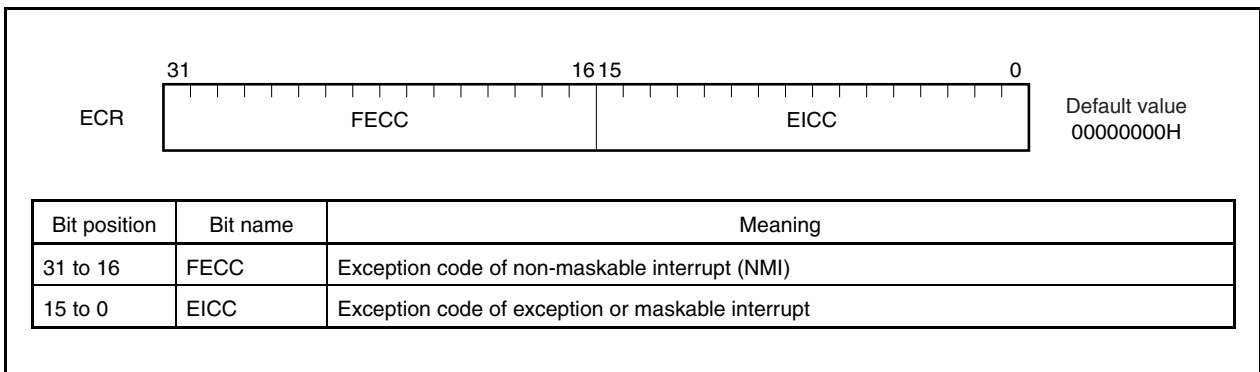 31 16 15 0
ECR FECC EICC Default value
00000000H
Bit position Bit name Meaning
31 to 16 FECC Exception code of non-maskable interrupt (NMI)
15 to 0 EICC Exception code of exception or maskable interrupt